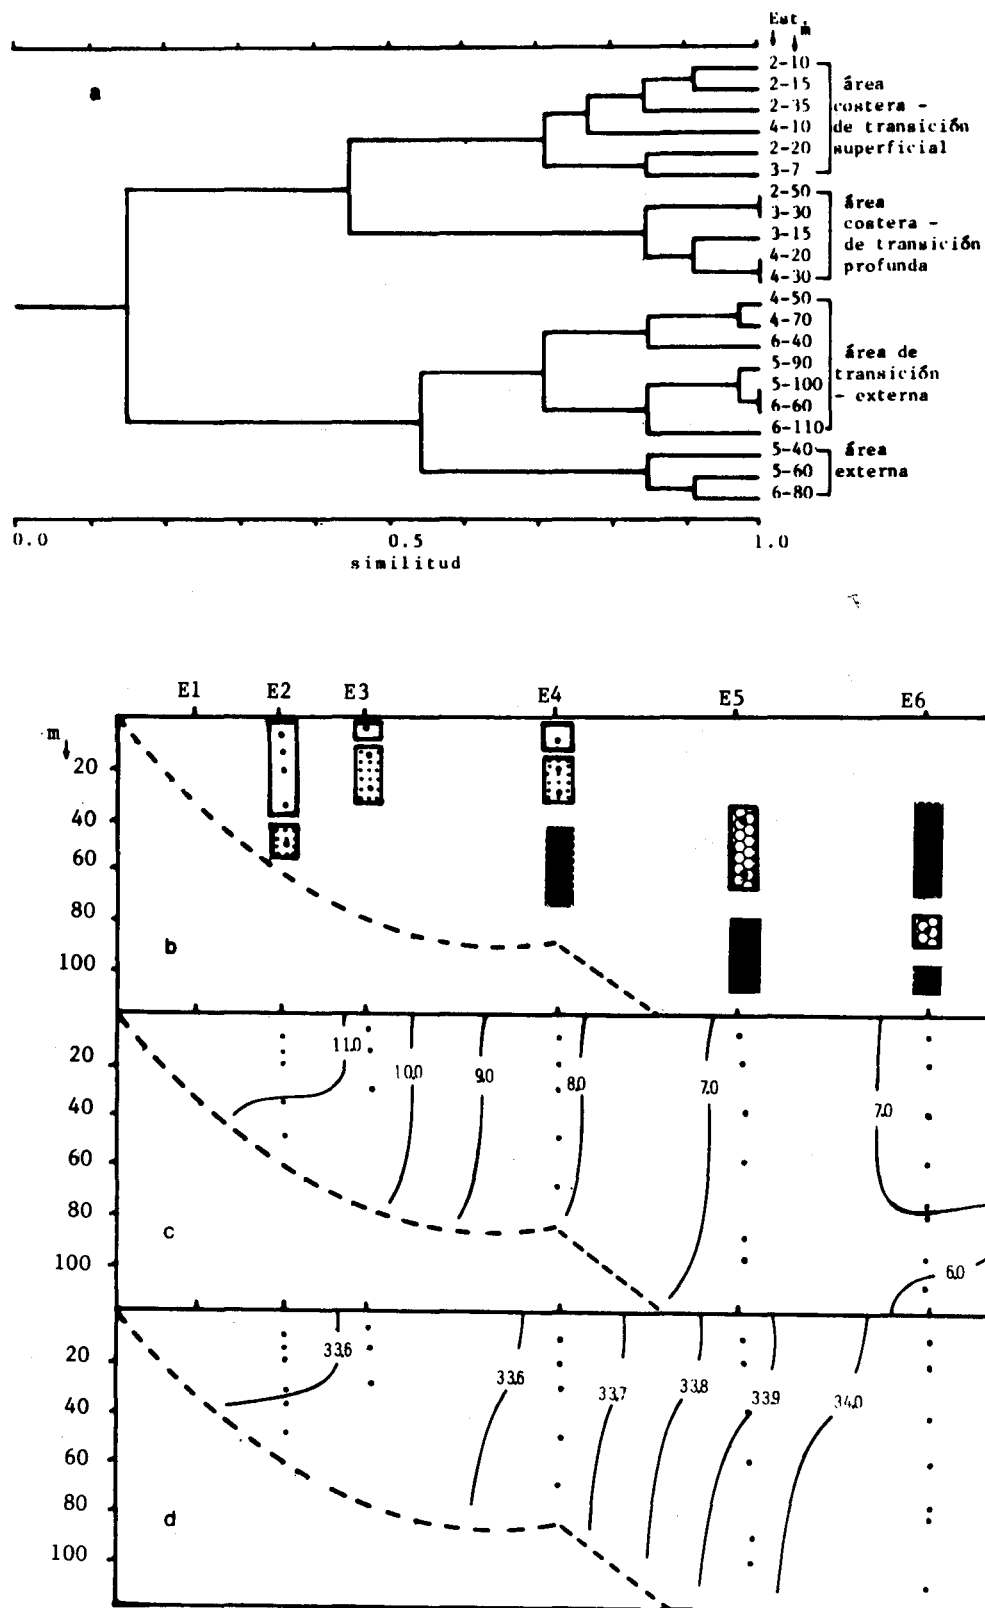 Est.
m
a
2-10
2-15
2-35
4-10
2-20
3-7
área
costera -
de transición
superficial
2-50
3-30
3-15
4-20
4-30
área
costera -
de transición
profunda
4-50
4-70
6-40
5-90
5-100
6-60
6-110
área de
transición
- externa
5-40
5-60
6-80
área
externa
0.0 0.5 1.0
similitud
E1 E2 E3 E4 E5 E6
m
20
40
60
80
100
b
20
40
60
80
100
c
11.0
10.0
9.0
8.0
7.0
7.0
6.0
20
40
60
80
100
d
33.6
33.6
33.7
33.8
33.9
34.0